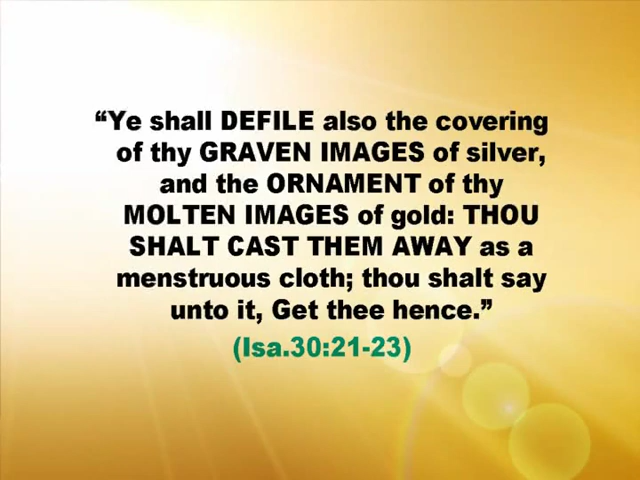 “Ye shall DEFILE also the covering
of thy GRAVEN IMAGES of silver,
and the ORNAMENT of thy
MOLTEN IMAGES of gold: THOU
SHALT CAST THEM AWAY as a
menstruous cloth; thou shalt say
unto it, Get thee hence.”
(Isa.30:21-23)